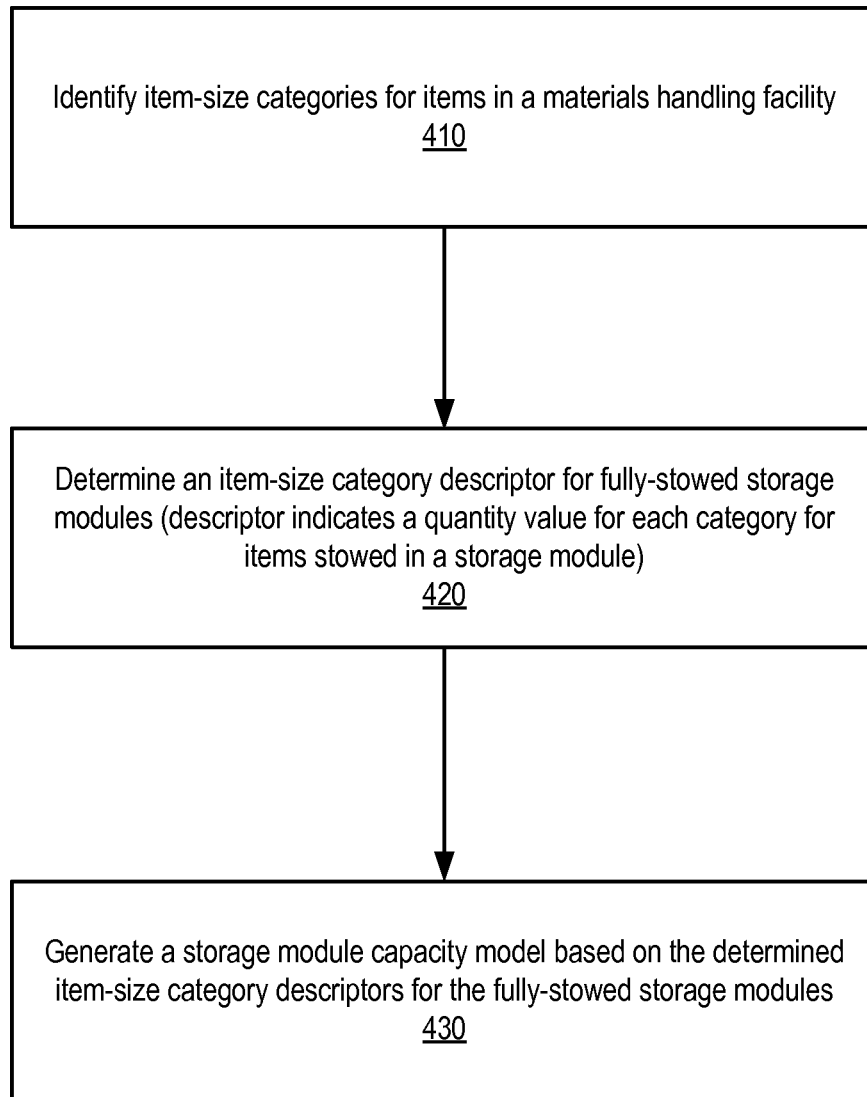 Identify item-size categories for items in a materials handling facility
410
Determine an item-size category descriptor for fully-stowed storage
modules (descriptor indicates a quantity value for each category for
items stowed in a storage module)
420
Generate a storage module capacity model based on the determined
item-size category descriptors for the fully-stowed storage modules
430